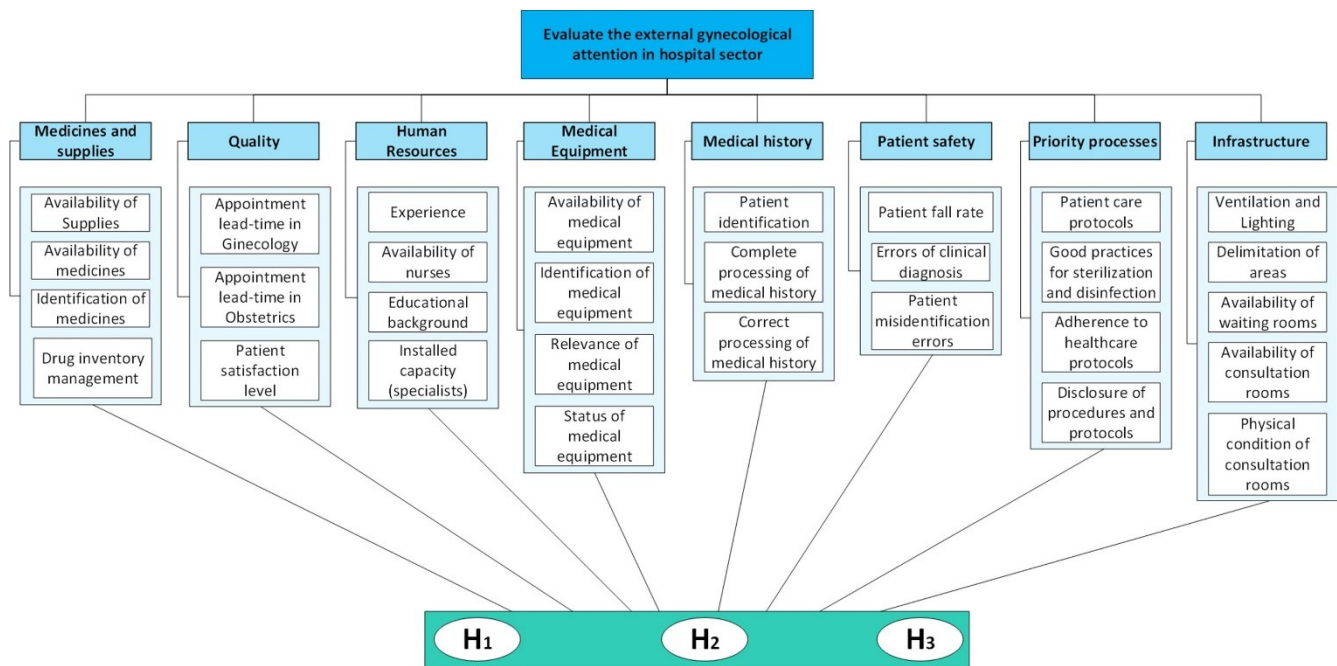 Evaluate the external gynecological
attention in hospital sector
Medicines and
supplies
Availability of
Supplies
Availability of
medicines
Identification of
medicines
Drug inventory
management
Quality
Appointment
lead-time in
Ginecology
Appointment
lead-time in
Obstetrics
Patient
satisfaction
level
Human
Resources
Experience
Availability of
nurses
Educational
background
Installed
capacity
(specialists)
Medical
Equipment
Availability of
medical
equipment
Identification of
medical
equipment
Relevance of
medical
equipment
Status of
medical
equipment
Medical history
Patient
identification
Complete
processing of
medical history
Correct
processing of
medical history
Patient safety
Patient fall rate
Errors of clinical
diagnosis
Patient
misidentification
errors
Priority processes
Patient care
protocols
Good practices
for sterilization
and disinfection
Adherence to
healthcare
protocols
Disclosure of
procedures and
protocols
Infrastructure
Ventilation and
Lighting
Delimitation of
areas
Availability of
waiting rooms
Availability of
consultation
rooms
Physical
condition of
consultation
rooms
H1
H2
H3